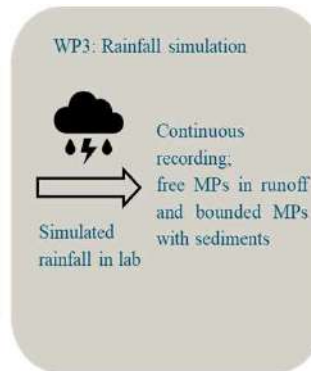 WP3: Rainfall simulation
Continuous
recording;
free MPs in runoff
and bounded MPs
with sediments
Simulated
rainfall in lab